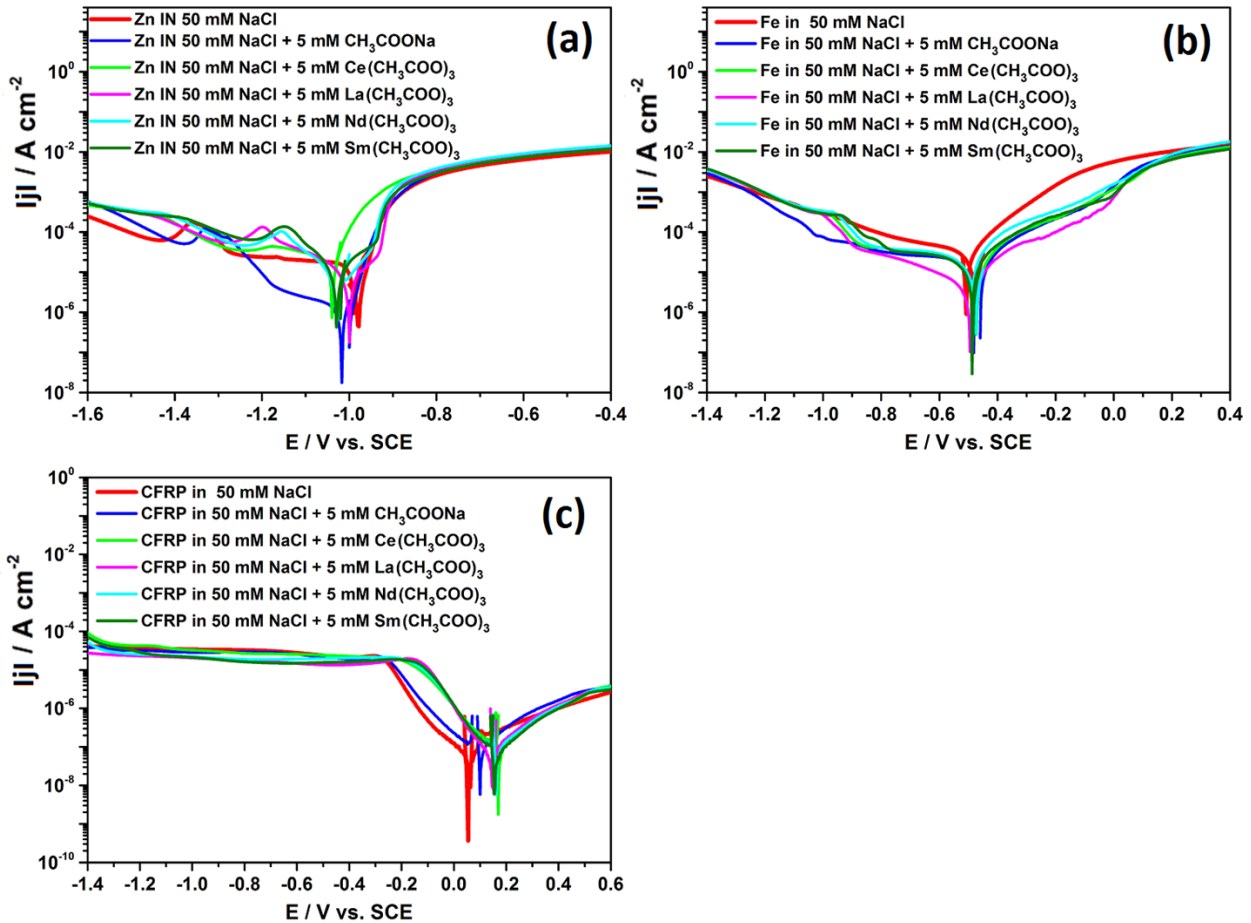 (a)
Zn IN 50 mM NaCl
Zn IN 50 mM NaCl + 5 mM CH₃COONa
Zn IN 50 mM NaCl + 5 mM Ce(CH₃COO)₃
Zn IN 50 mM NaCl + 5 mM La(CH₃COO)₃
Zn IN 50 mM NaCl + 5 mM Nd(CH₃COO)₃
Zn IN 50 mM NaCl + 5 mM Sm(CH₃COO)₃
IjI / A cm⁻²
10⁰
10⁻²
10⁻⁴
10⁻⁶
10⁻⁸
-1.6 -1.4 -1.2 -1.0 -0.8 -0.6 -0.4
E / V vs. SCE
(b)
Fe in 50 mM NaCl
Fe in 50 mM NaCl + 5 mM CH₃COONa
Fe in 50 mM NaCl + 5 mM Ce(CH₃COO)₃
Fe in 50 mM NaCl + 5 mM La(CH₃COO)₃
Fe in 50 mM NaCl + 5 mM Nd(CH₃COO)₃
Fe in 50 mM NaCl + 5 mM Sm(CH₃COO)₃
IjI / A cm⁻²
10⁰
10⁻²
10⁻⁴
10⁻⁶
10⁻⁸
-1.4 -1.2 -1.0 -0.8 -0.6 -0.4 -0.2 0.0 0.2 0.4
E / V vs. SCE
(c)
CFRP in 50 mM NaCl
CFRP in 50 mM NaCl + 5 mM CH₃COONa
CFRP in 50 mM NaCl + 5 mM Ce(CH₃COO)₃
CFRP in 50 mM NaCl + 5 mM La(CH₃COO)₃
CFRP in 50 mM NaCl + 5 mM Nd(CH₃COO)₃
CFRP in 50 mM NaCl + 5 mM Sm(CH₃COO)₃
IjI / A cm⁻²
10⁰
10⁻²
10⁻⁴
10⁻⁶
10⁻⁸
10⁻¹⁰
-1.4 -1.2 -1.0 -0.8 -0.6 -0.4 -0.2 0.0 0.2 0.4 0.6
E / V vs. SCE